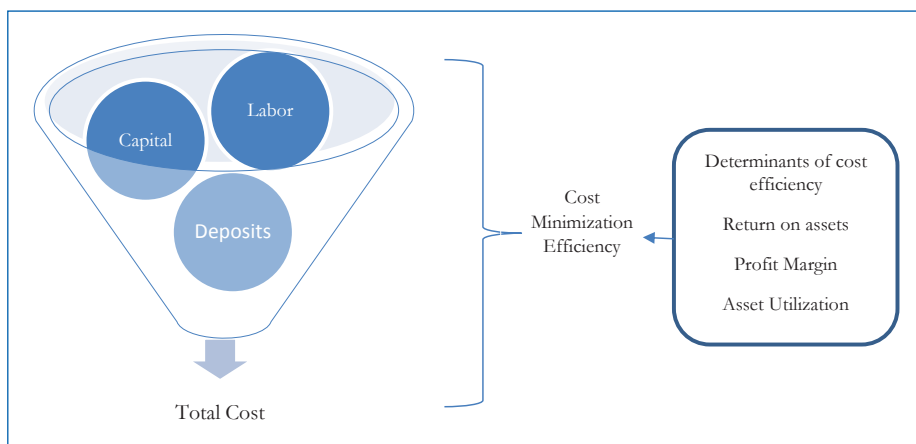 Labor
Capital
Deposits
Total Cost
Cost
Minimization
Efficiency
Determinants of cost
efficiency
Return on assets
Profit Margin
Asset Utilization